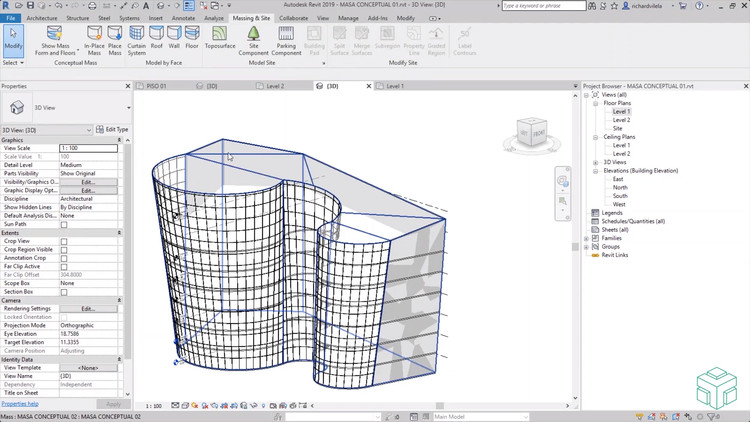 Autodesk Revit 2019 - MASA CONCEPTUAL 01.rvt - 3D View: {3D}
Type a keyword or phrase
richardvilela
File Architecture Structure Steel Systems Insert Annotate Analyze Massing & Site Collaborate View Manage Add-Ins Modify
Modify
Show Mass Form and Floors
In-Place Mass
Place Mass
Curtain System
Roof
Wall
Floor
Toposurface
Site Component
Parking Component
Building Pad
Split Surface
Merge Surfaces
Subregion
Property Line
Graded Region
Label Contours
Select
Conceptual Mass
Model by Face
Model Site
Modify Site
Properties
PISO 01
{3D}
Level 2
{3D}
Level 1
Project Browser - MASA CONCEPTUAL 01.rvt
3D View
3D View: {3D}
Edit Type
Graphics
View Scale 1 : 100
Scale Value 1: 100
Detail Level Medium
Parts Visibility Show Original
Visibility/Graphics O... Edit...
Graphic Display Opt... Edit...
Discipline Architectural
Show Hidden Lines By Discipline
Default Analysis Dis... None
Sun Path
Extents
Crop View
Crop Region Visible
Annotation Crop
Far Clip Active
Far Clip Offset 304.8000
Scope Box None
Section Box
Camera
Rendering Settings Edit...
Locked Orientation
Projection Mode Orthographic
Eye Elevation 18.7586
Target Elevation 11.3355
Camera Position Adjusting
Identity Data
View Template <None>
View Name {3D}
Dependency Independent
Title on Sheet
Properties help
Apply
Views (all)
Floor Plans
Level 1
Level 2
Site
Ceiling Plans
Level 1
Level 2
3D Views
Elevations (Building Elevation)
East
North
South
West
Legends
Schedules/Quantities (all)
Sheets (all)
Families
Groups
Revit Links
1 : 100
Mass : MASA CONCEPTUAL 02 : MASA CONCEPTUAL 02
:0
Main Model